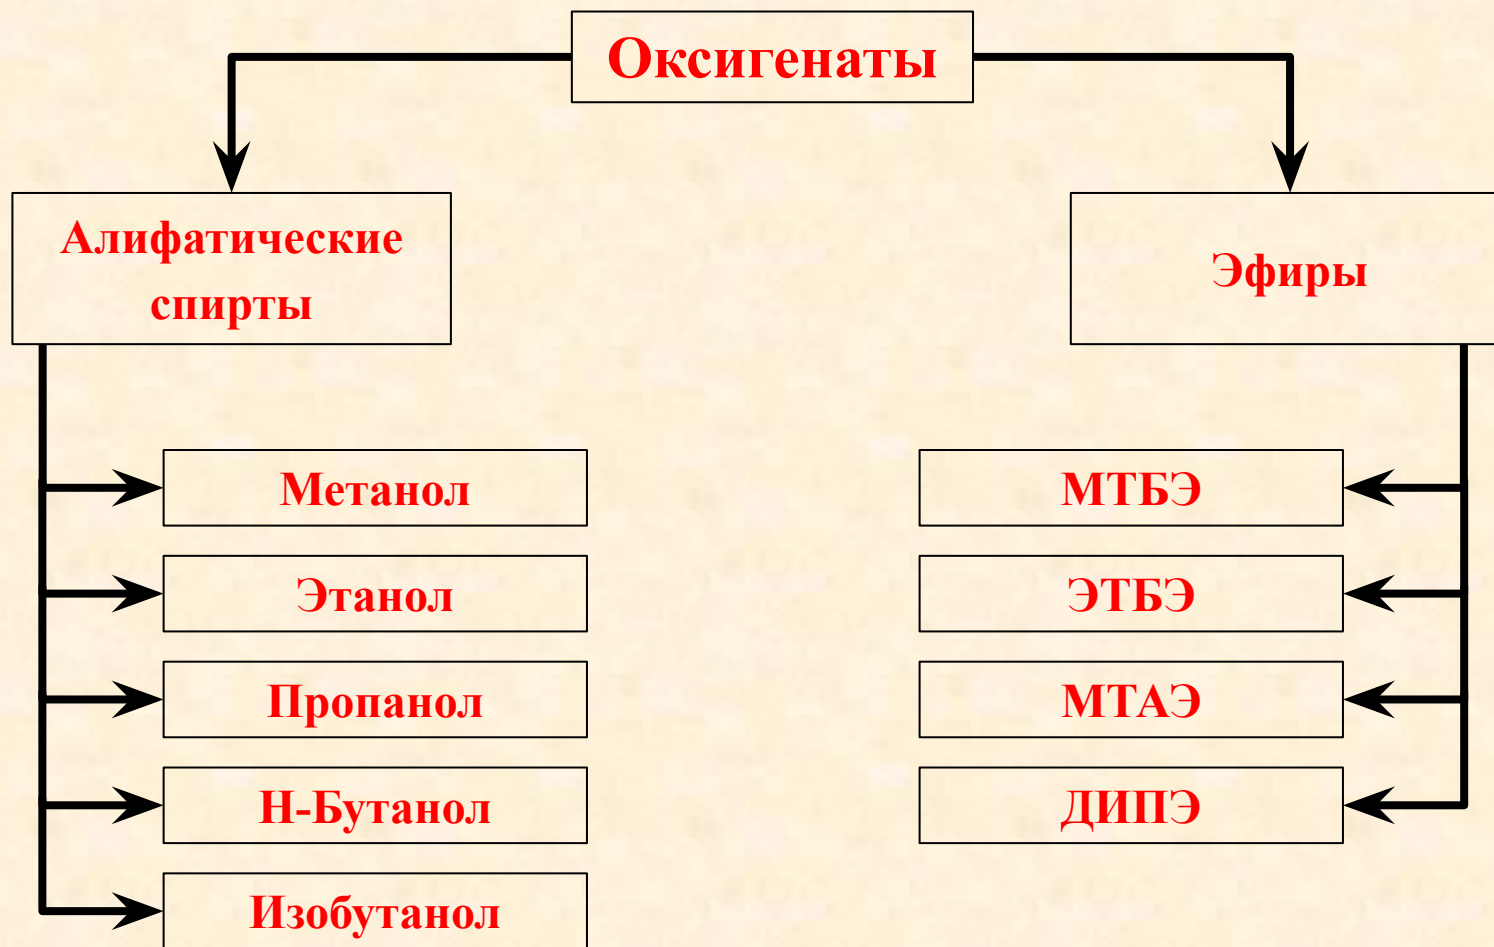 Оксигенаты
Алифатические
спирты
Эфиры
Метанол
Этанол
Пропанол
Н-Бутанол
Изобутанол
МТБЭ
ЭТБЭ
МТАЭ
ДИПЭ